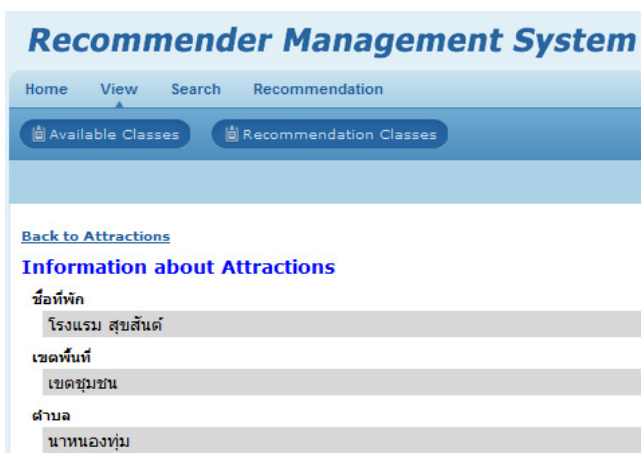 Recommender Management System
Home View Search Recommendation
Available Classes Recommendation Classes
Back to Attractions
Information about Attractions
ชื่อที่พัก
โรงแรม สุขสันต์
เขตพื้นที่
เขตชุมชน
ตำบล
นาหนองทุ่ม